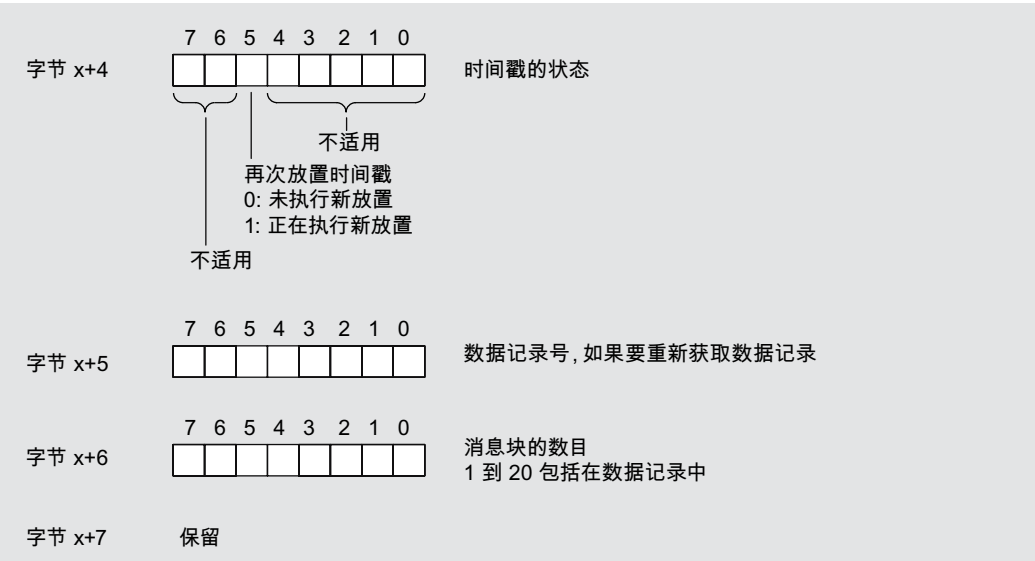 7 6 5 4 3 2 1 0
字节 x+4
时间戳的状态
不适用
再次放置时间戳
0: 未执行新放置
1: 正在执行新放置
不适用
7 6 5 4 3 2 1 0
字节 x+5
数据记录号,如果要重新获取数据记录
7 6 5 4 3 2 1 0
字节 x+6
消息块的数目
1 到 20 包括在数据记录中
字节 x+7
保留